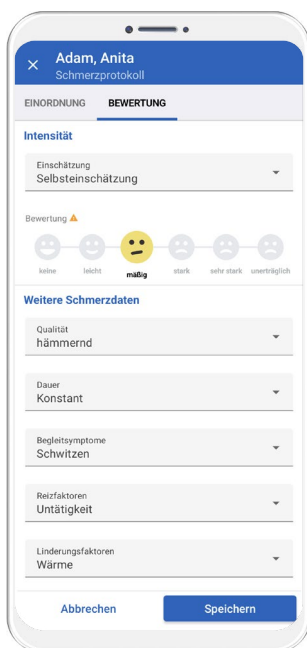 Adam, Anita
Schmerzprotokoll
EINORDNUNG BEWERTUNG
Intensität
Einschätzung
Selbsteinschätzung
Bewertung
keine leicht mäßig stark sehr stark unerträglich
Weitere Schmerzdaten
Qualität
hämmernd
Dauer
Konstant
Begleitsymptome
Schwitzen
Reizfaktoren
Untätigkeit
Linderungsfaktoren
Wärme
Abbrechen Speichern